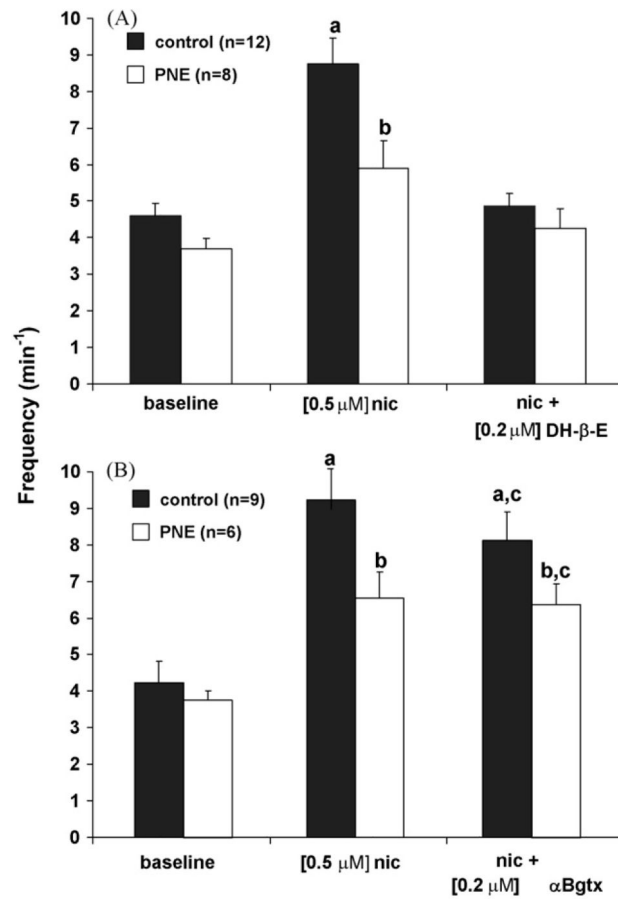 Frequency (min-1)
(A)
10
9
8
7
6
5
4
3
2
1
0
control (n=12)
PNE (n=8)
a
b
baseline
[0.5 μM] nic
nic +
[0.2 μM] DH-β-E
(B)
10
9
8
7
6
5
4
3
2
1
0
control (n=9)
PNE (n=6)
a
b
a,c
b,c
baseline
[0.5 μM] nic
nic +
[0.2 μM] αBgtx